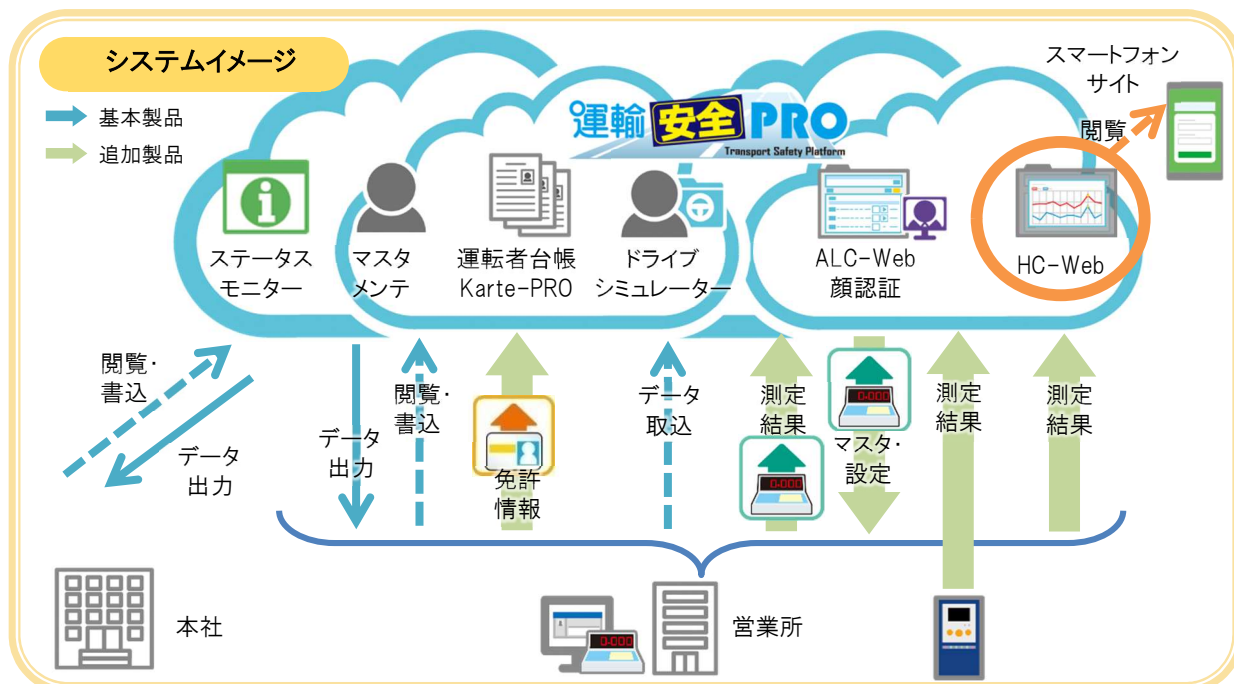 システムイメージ
基本製品
追加製品
運輸安全PRO
Transport Safety Platform
スマートフォン
サイト
閲覧
ステータス
モニター
マスタ
メンテ
運転者台帳
Karte-PRO
ドライブ
シミュレーター
ALC-Web
顔認証
HC-Web
閲覧・
書込
データ
出力
データ
出力
閲覧・
書込
免許
情報
データ
取込
測定
結果
0.000
0.000
マスタ・
設定
測定
結果
測定
結果
本社
0.000
営業所